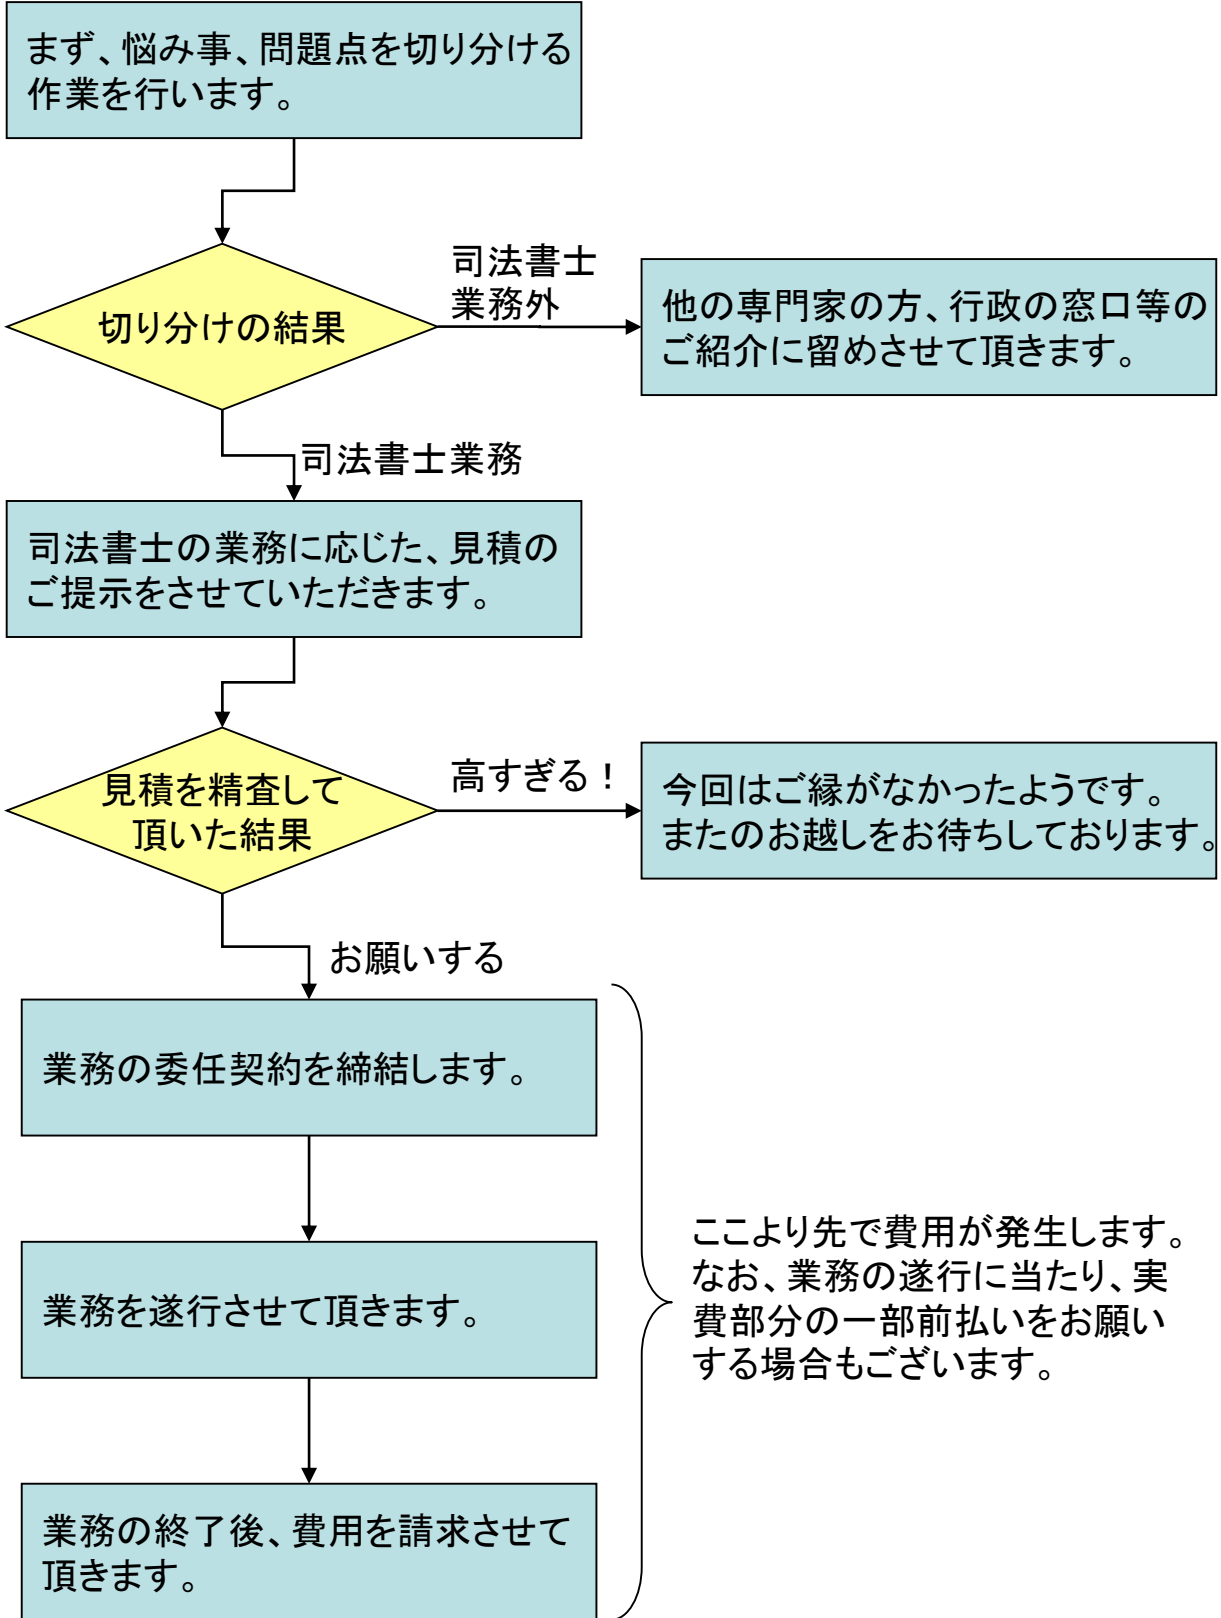 まず、悩み事、問題点を切り分ける
作業を行います。
切り分けの結果
司法書士
業務外
他の専門家の方、行政の窓口等の
ご紹介に留めさせて頂きます。
司法書士業務
司法書士の業務に応じた、見積の
ご提示をさせていただきます。
見積を精査して
頂いた結果
高すぎる！
今回はご縁がなかったようです。
またのお越しをお待ちしております。
お願いする
業務の委任契約を締結します。
業務を遂行させて頂きます。
ここより先で費用が発生します。
なお、業務の遂行に当たり、実
費部分の一部前払いをお願い
する場合もございます。
業務の終了後、費用を請求させて
頂きます。